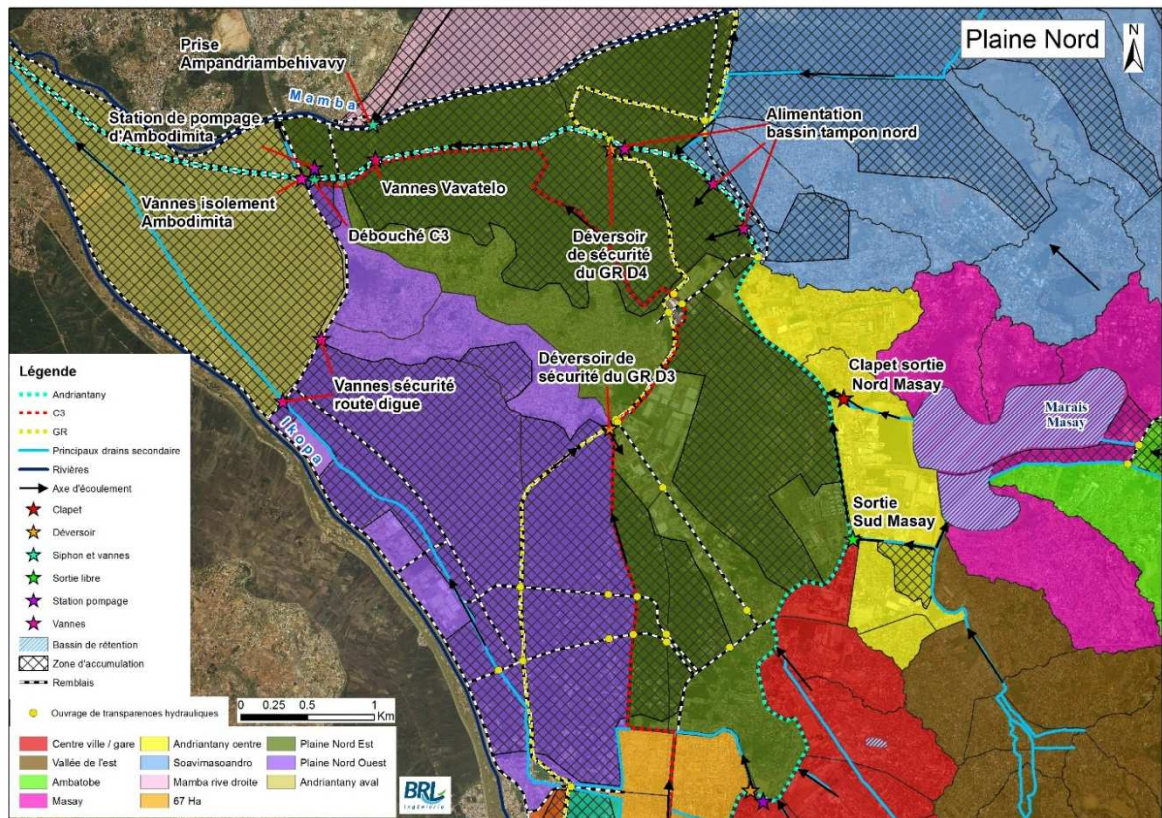 Plaine Nord
N
Prise
Ampandriambehivavy
Mamba
Station de pompage
d'Ambodimita
Alimentation
bassin tampon nord
Vannes Vavatelo
Vannes isolement
Ambodimita
Débouché C3
Déversoir
de sécurité
du GR D4
Déversoir de
sécurité du GR D3
Clapet sortie
Nord Masay
Marais
Masay
Vannes sécurité
route digue
Ikopa
Sortie
Sud Masay
Légende
Andriantany
C3
GR
Principaux drains secondaire
Rivières
Axe d'écoulement
Clapet
Déversoir
Siphon et vannes
Sortie libre
Station pompage
Vannes
Bassin de rétention
Zone d'accumulation
Remblais
Ouvrage de transparences hydrauliques
0 0.25 0.5 1
Km
Centre ville / gare
Andriantany centre
Plaine Nord Est
Vallée de l'est
Soavimasoandro
Plaine Nord Ouest
Ambatobe
Mamba rive droite
Andriantany aval
Masay
67 Ha
BRL
Ingénierie